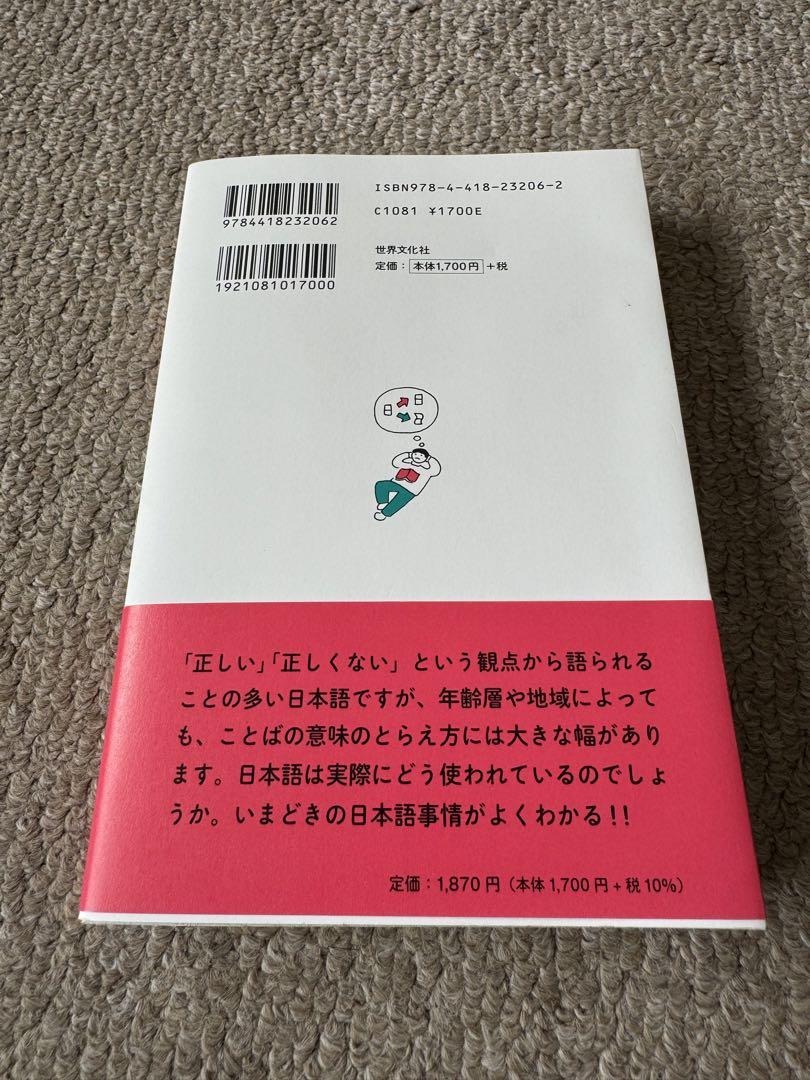 ISBN978-4-418-23206-2
C1081 ¥1700E
9784418232062
世界文化社
定価：本体1,700円＋税
1921081017000
日
日
「正しい」「正しくない」という観点から語られる
ことの多い日本語ですが、年齢層や地域によって
も、ことばの意味のとらえ方には大きな幅があり
ます。日本語は実際にどう使われているのでしょ
うか。いまどきの日本語事情がよくわかる!!
定価：1,870円（本体1,700円＋税10%）